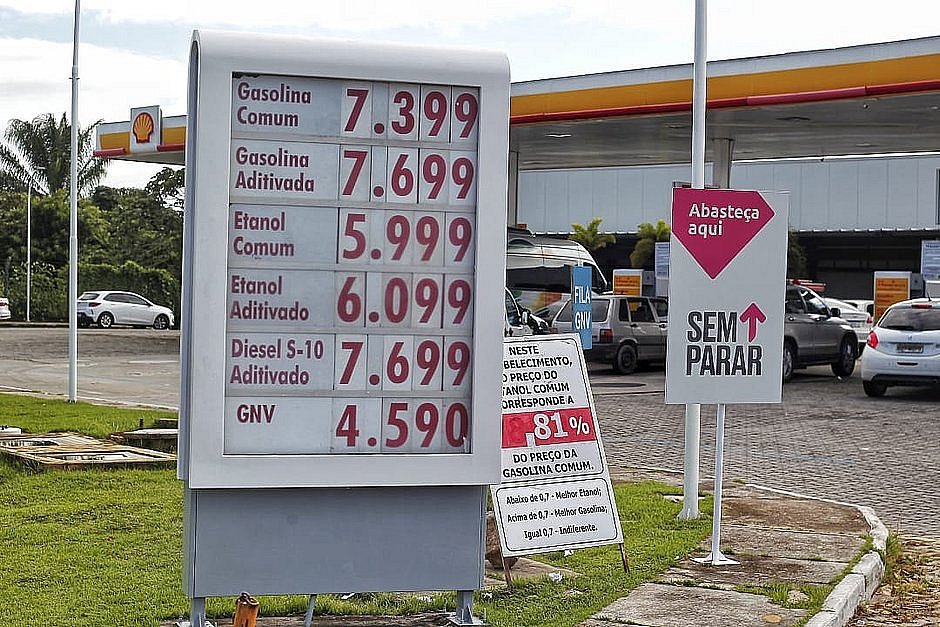 Gasolina
Comum 7.399
Gasolina
Aditivada 7.699
Etanol
Comum 5.999
Etanol
Aditivado 6.099
Diesel S-10
Aditivado 7.699
GNV 4.590
FILA
GNV
NESTE
BELECIMENTO,
PREÇO DO
TANOL COMUM
ORRESPONDE A
81%
DO PREÇO DA
GASOLINA COMUM.
Abaixo de 0,7 - Melhor Etanol;
Acima de 0,7 - Melhor Gasolina;
Igual 0,7 - Indiferente.
Abasteça
aqui
SEM
PARAR